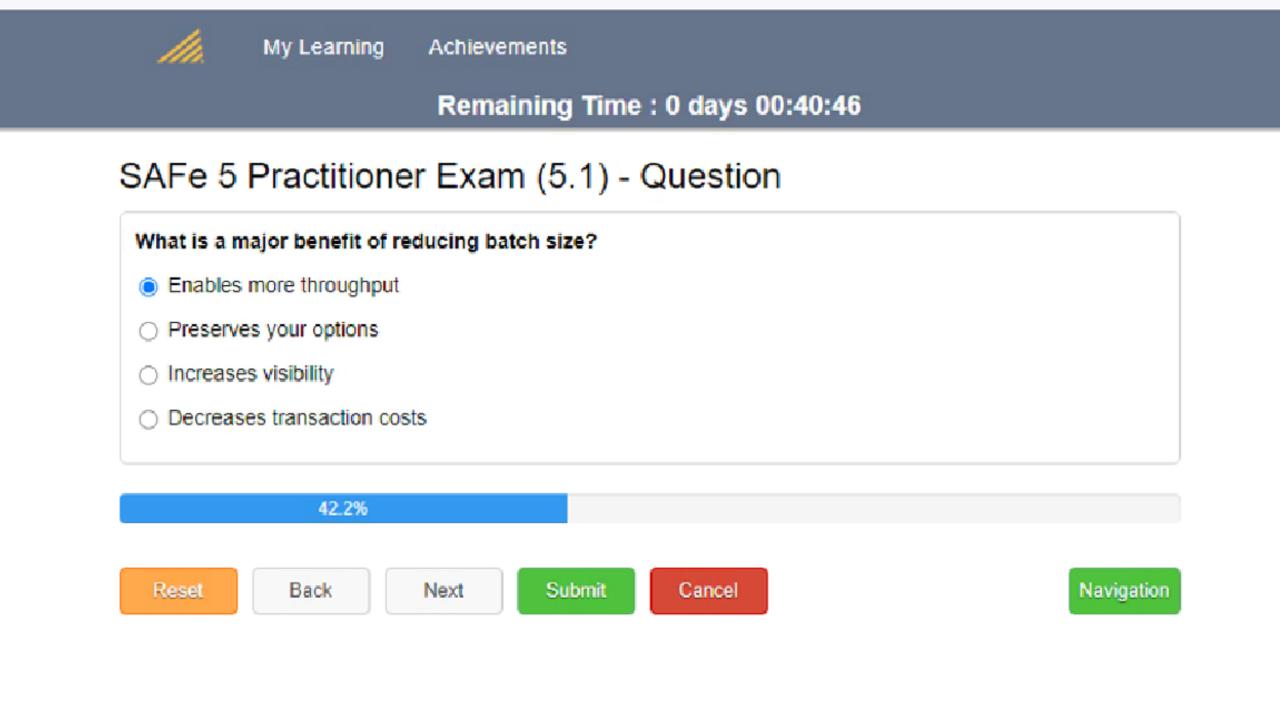 My Learning Achievements
Remaining Time : 0 days 00:40:46
SAFe 5 Practitioner Exam (5.1) - Question
What is a major benefit of reducing batch size?
Enables more throughput
Preserves your options
Increases visibility
Decreases transaction costs
42.2%
Reset Back Next Submit Cancel Navigation